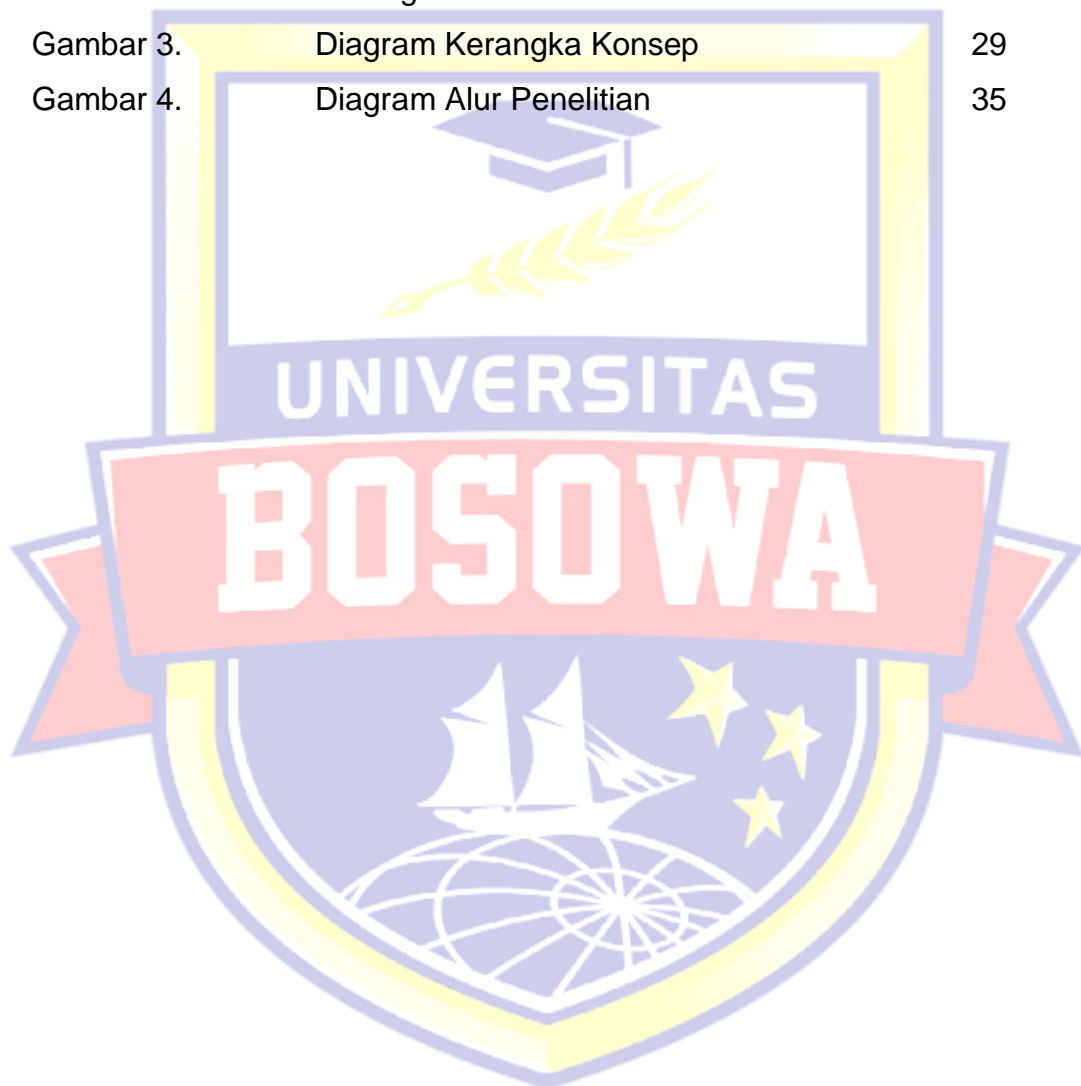 Gambar 3. Diagram Kerangka Konsep 29
Gambar 4. Diagram Alur Penelitian 35
UNIVERSITAS
BOSOWA